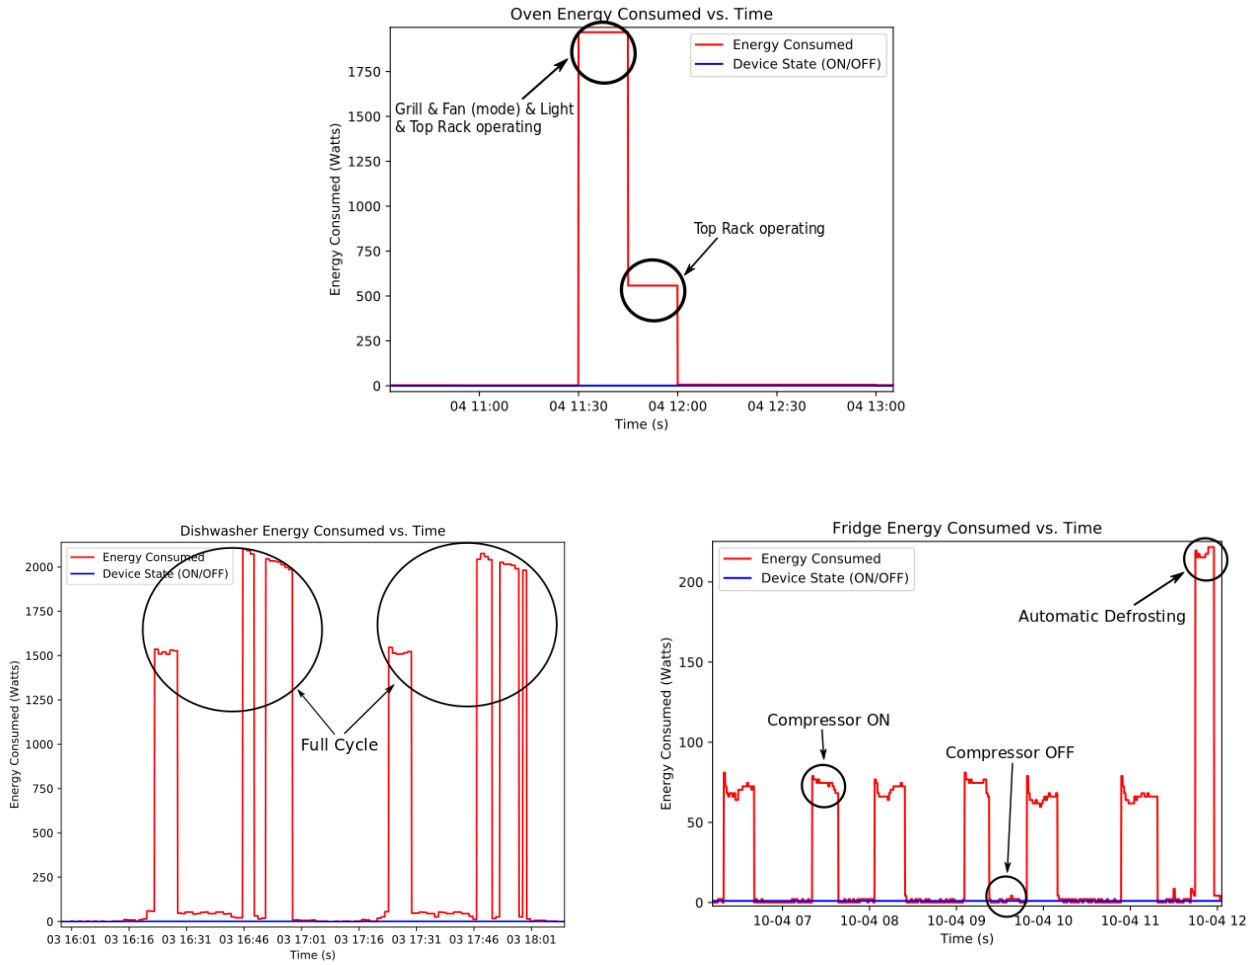 Oven Energy Consumed vs. Time
Energy Consumed
Device State (ON/OFF)
Grill & Fan (mode) & Light
& Top Rack operating
Top Rack operating
Energy Consumed (Watts)
1750
1500
1250
1000
750
500
250
0
04 11:00 04 11:30 04 12:00 04 12:30 04 13:00
Time (s)
Dishwasher Energy Consumed vs. Time
Energy Consumed
Device State (ON/OFF)
Full Cycle
Energy Consumed (Watts)
2000
1750
1500
1250
1000
750
500
250
0
03 16:01 03 16:16 03 16:31 03 16:46 03 17:01 03 17:16 03 17:31 03 17:46 03 18:01
Time (s)
Fridge Energy Consumed vs. Time
Energy Consumed
Device State (ON/OFF)
Automatic Defrosting
Compressor ON
Compressor OFF
Energy Consumed (Watts)
200
150
100
50
0
10-04 07 10-04 08 10-04 09 10-04 10 10-04 11 10-04 12
Time (s)